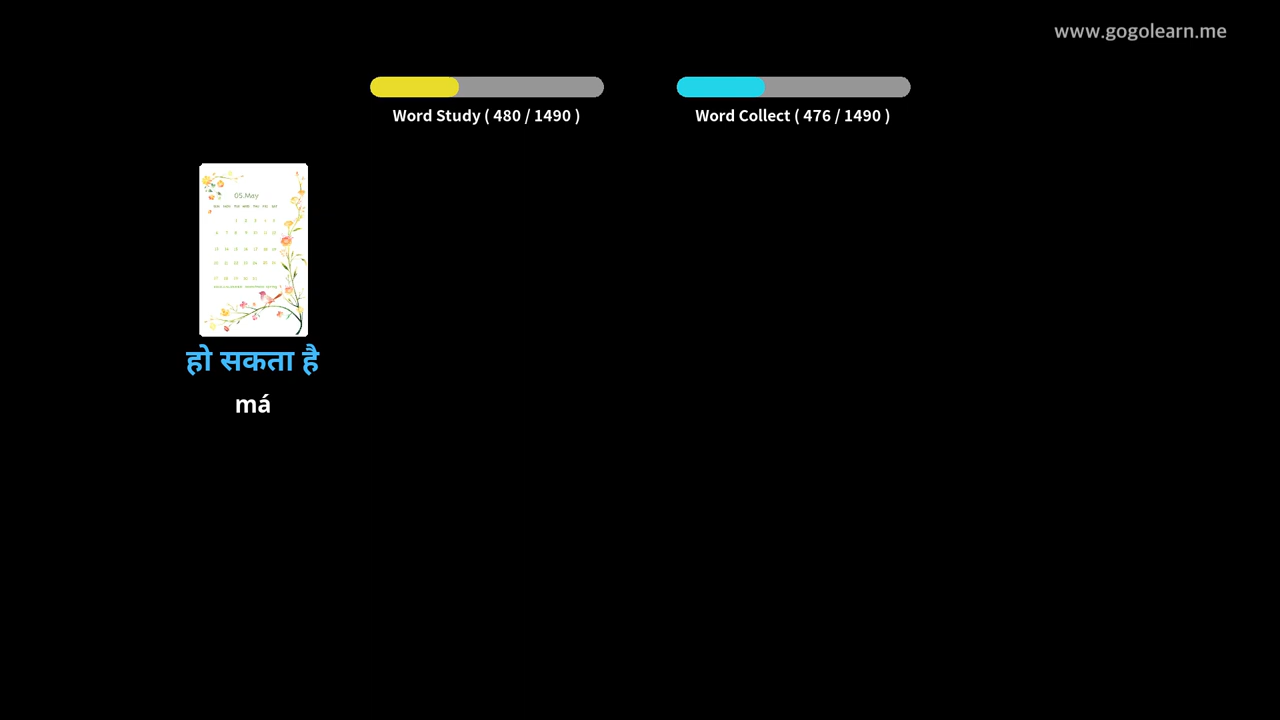 www.gogolearn.me
Word Study ( 480 / 1490 )
Word Collect ( 476 / 1490 )
05.May
हो सकता है
má